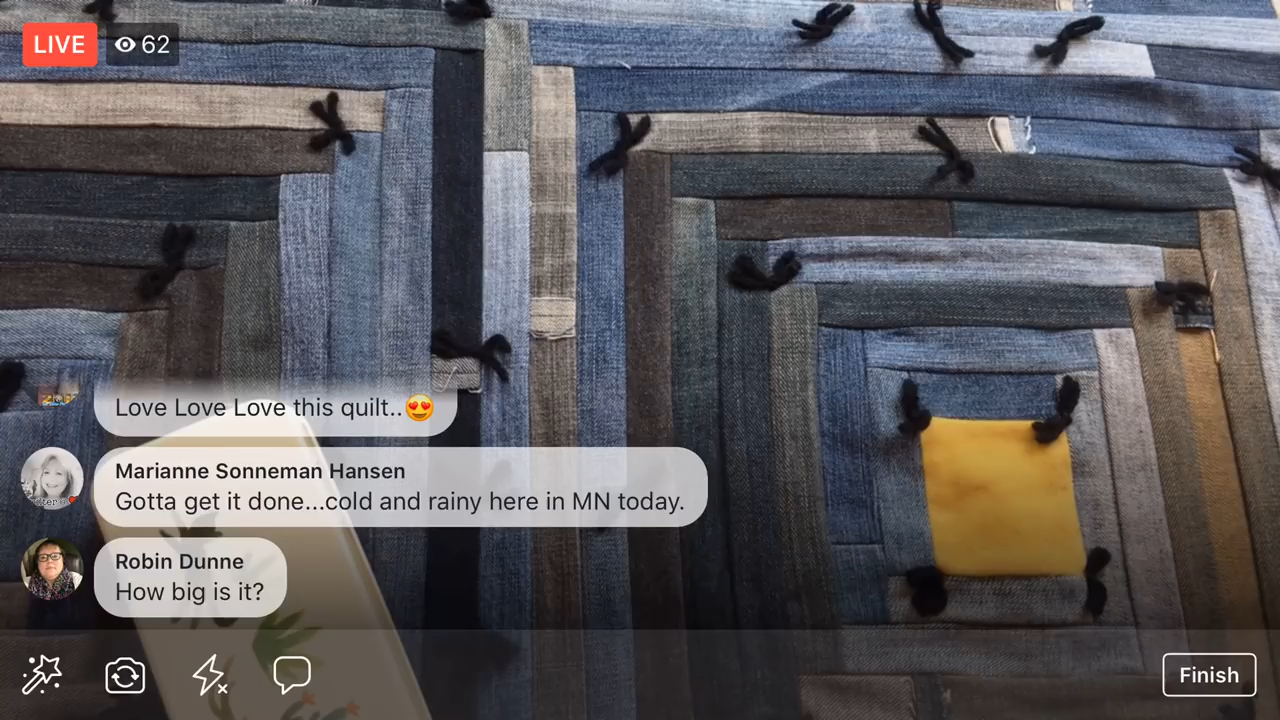 LIVE
62
Love Love Love this quilt..😍
Marianne Sonneman Hansen
Gotta get it done...cold and rainy here in MN today.
Robin Dunne
How big is it?
Finish